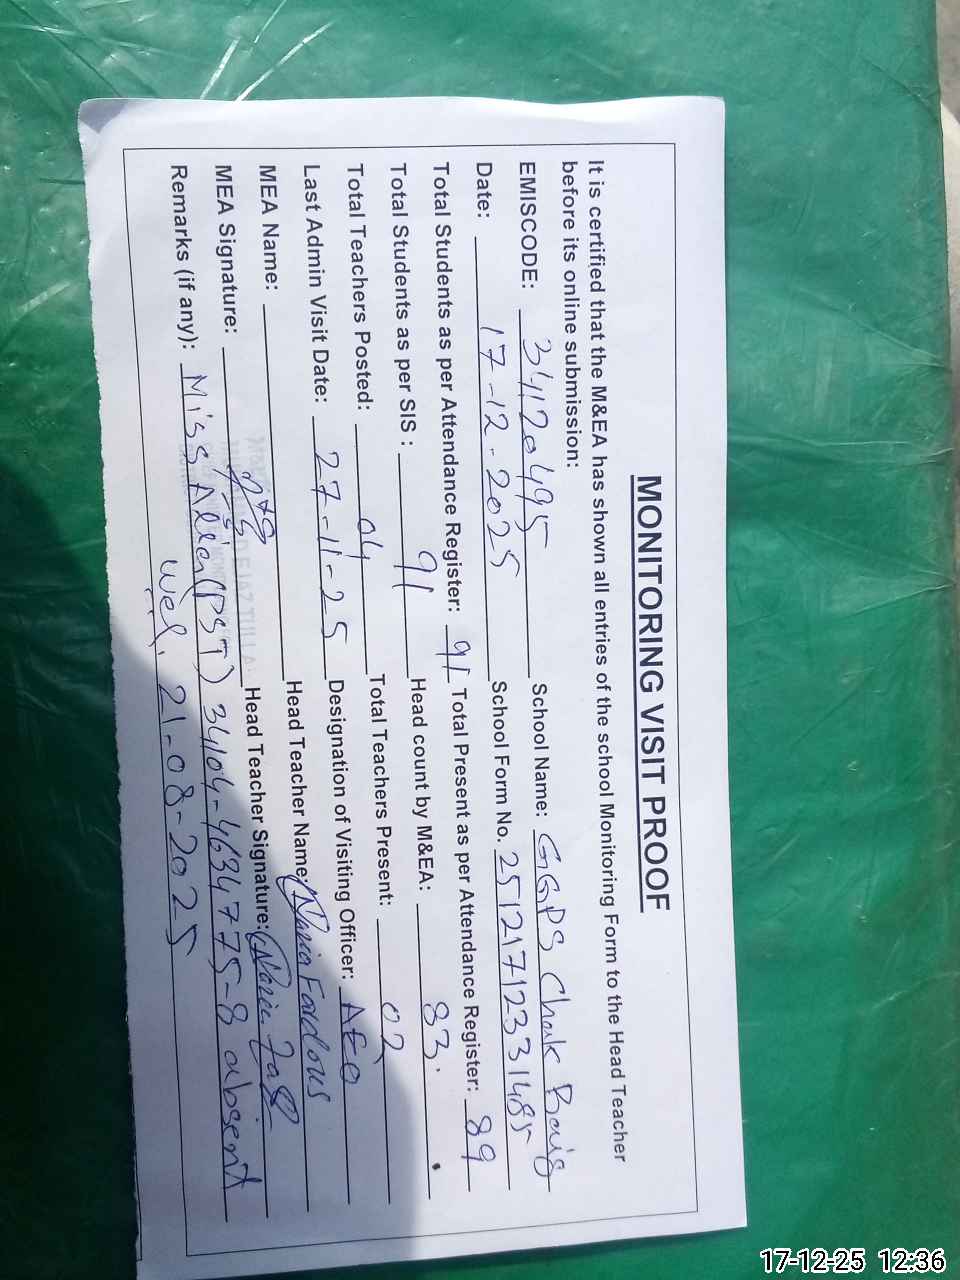 MONITORING VISIT PROOF
It is certified that the M&EA has shown all entries of the school Monitoring Form to the Head Teacher
before its online submission:
EMISCODE: 34120495 School Name: GGPS Chak Baig
Date: 17-12-2025 School Form No. 25121712331485
Total Students as per Attendance Register: 91 Total Present as per Attendance Register: 89
Total Students as per SIS : 91 Head count by M&EA: 83
Total Teachers Posted: 04 Total Teachers Present: 02
Last Admin Visit Date: 27-11-25 Designation of Visiting Officer: AEO
MEA Name: Head Teacher Name: Nazia Fardous
MEA Signature: Head Teacher Signature:
Remarks (if any): Miss (PST) 34104-4634775-8 absent
wef. 21-08-2025
17-12-25 12:36